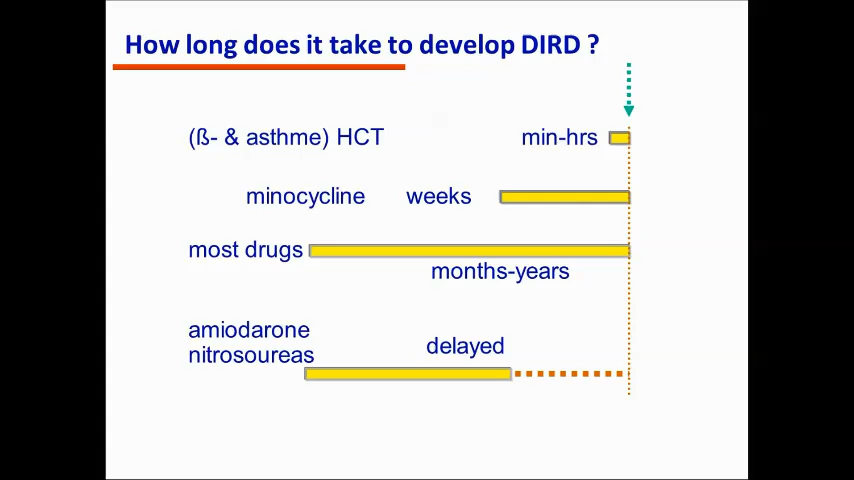 How long does it take to develop DIRD ?
(ß- & asthme) HCT min-hrs
minocycline weeks
most drugs
months-years
amiodarone
nitrosoureas
delayed